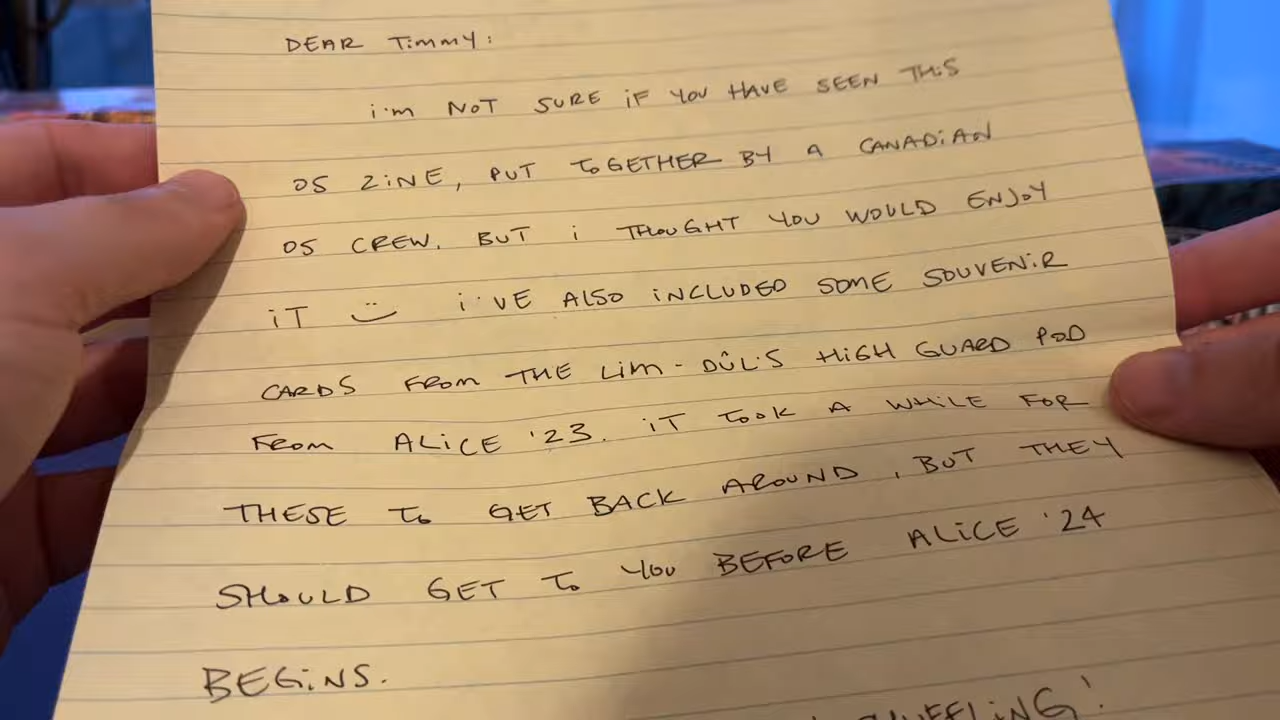 DEAR Timmy:
i'm NOT SURE iF YOU HAVE SEEN THiS
OS ZiNE, PUT ToGETHER BY A CANADiAN
OS CREW. BUT i THOUGHT YOU WOULD ENJOY
iT :) i'VE ALSO iNCLUDED SOME SOUVENiR
CARDS FROM THE LiM-DÛL'S HiGH GUARD POD
FROM ALiCE '23. iT TOOK A WHiLE FOR
THESE To GET BACK AROUND, BUT THEY
SHOULD GET To YOU BEFORE ALiCE '24
BEGiNS.